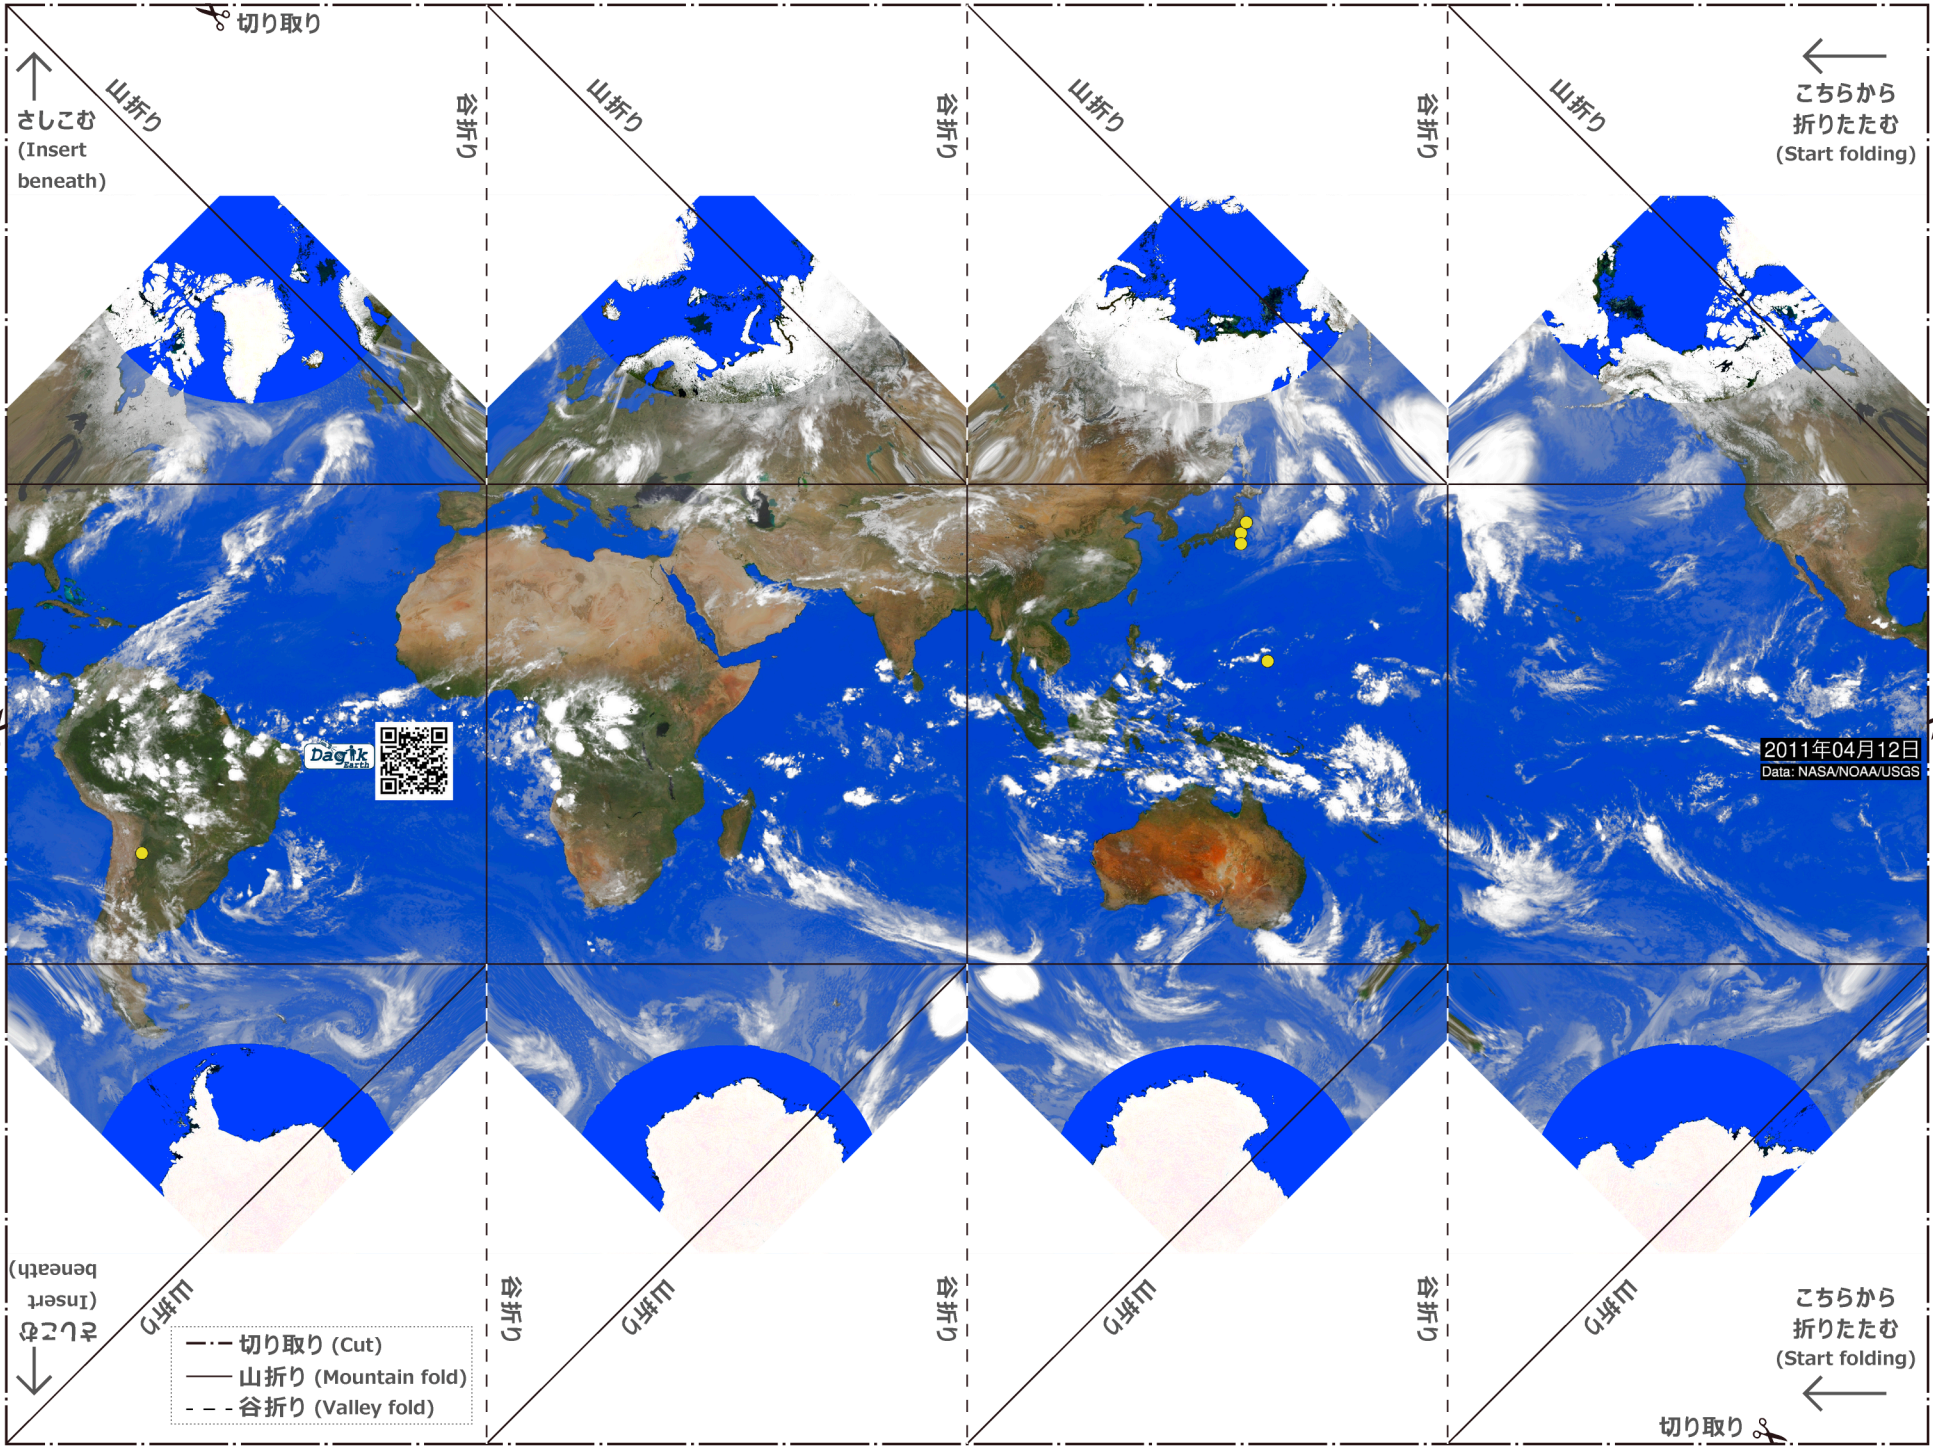 切り取り
さしこむ
(Insert
beneath)
山折り
谷折り
山折り
谷折り
山折り
谷折り
山折り
こちらから
折りたたむ
(Start folding)
Dagik
Earth
2011年04月12日
Data: NASA/NOAA/USGS
さしこむ
(Insert
beneath)
山折り
谷折り
山折り
谷折り
山折り
谷折り
山折り
切り取り (Cut)
山折り (Mountain fold)
谷折り (Valley fold)
こちらから
折りたたむ
(Start folding)
切り取り